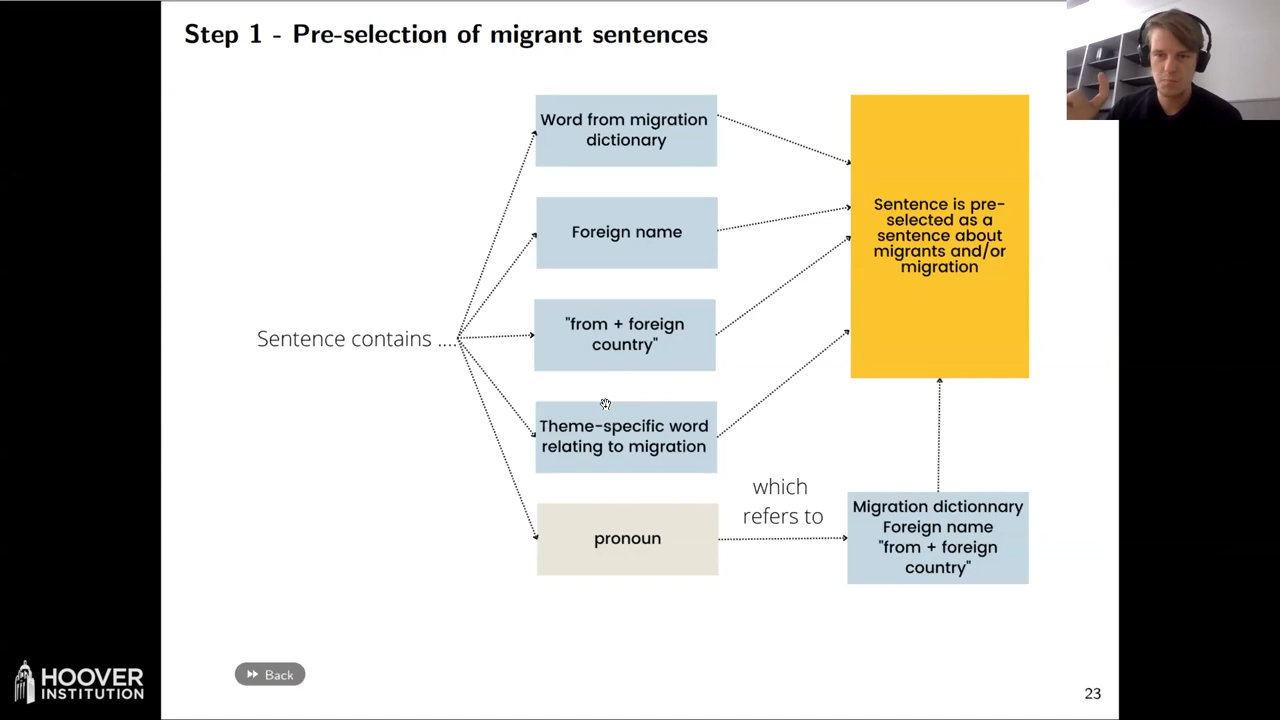 Step 1 - Pre-selection of migrant sentences
Word from migration
dictionary
Foreign name
"from + foreign
country"
Theme-specific word
relating to migration
pronoun
Sentence contains ....
Sentence is pre-
selected as a
sentence about
migrants and/or
migration
which
refers to
Migration dictionnary
Foreign name
"from + foreign
country"
Back
23
HOOVER
INSTITUTION